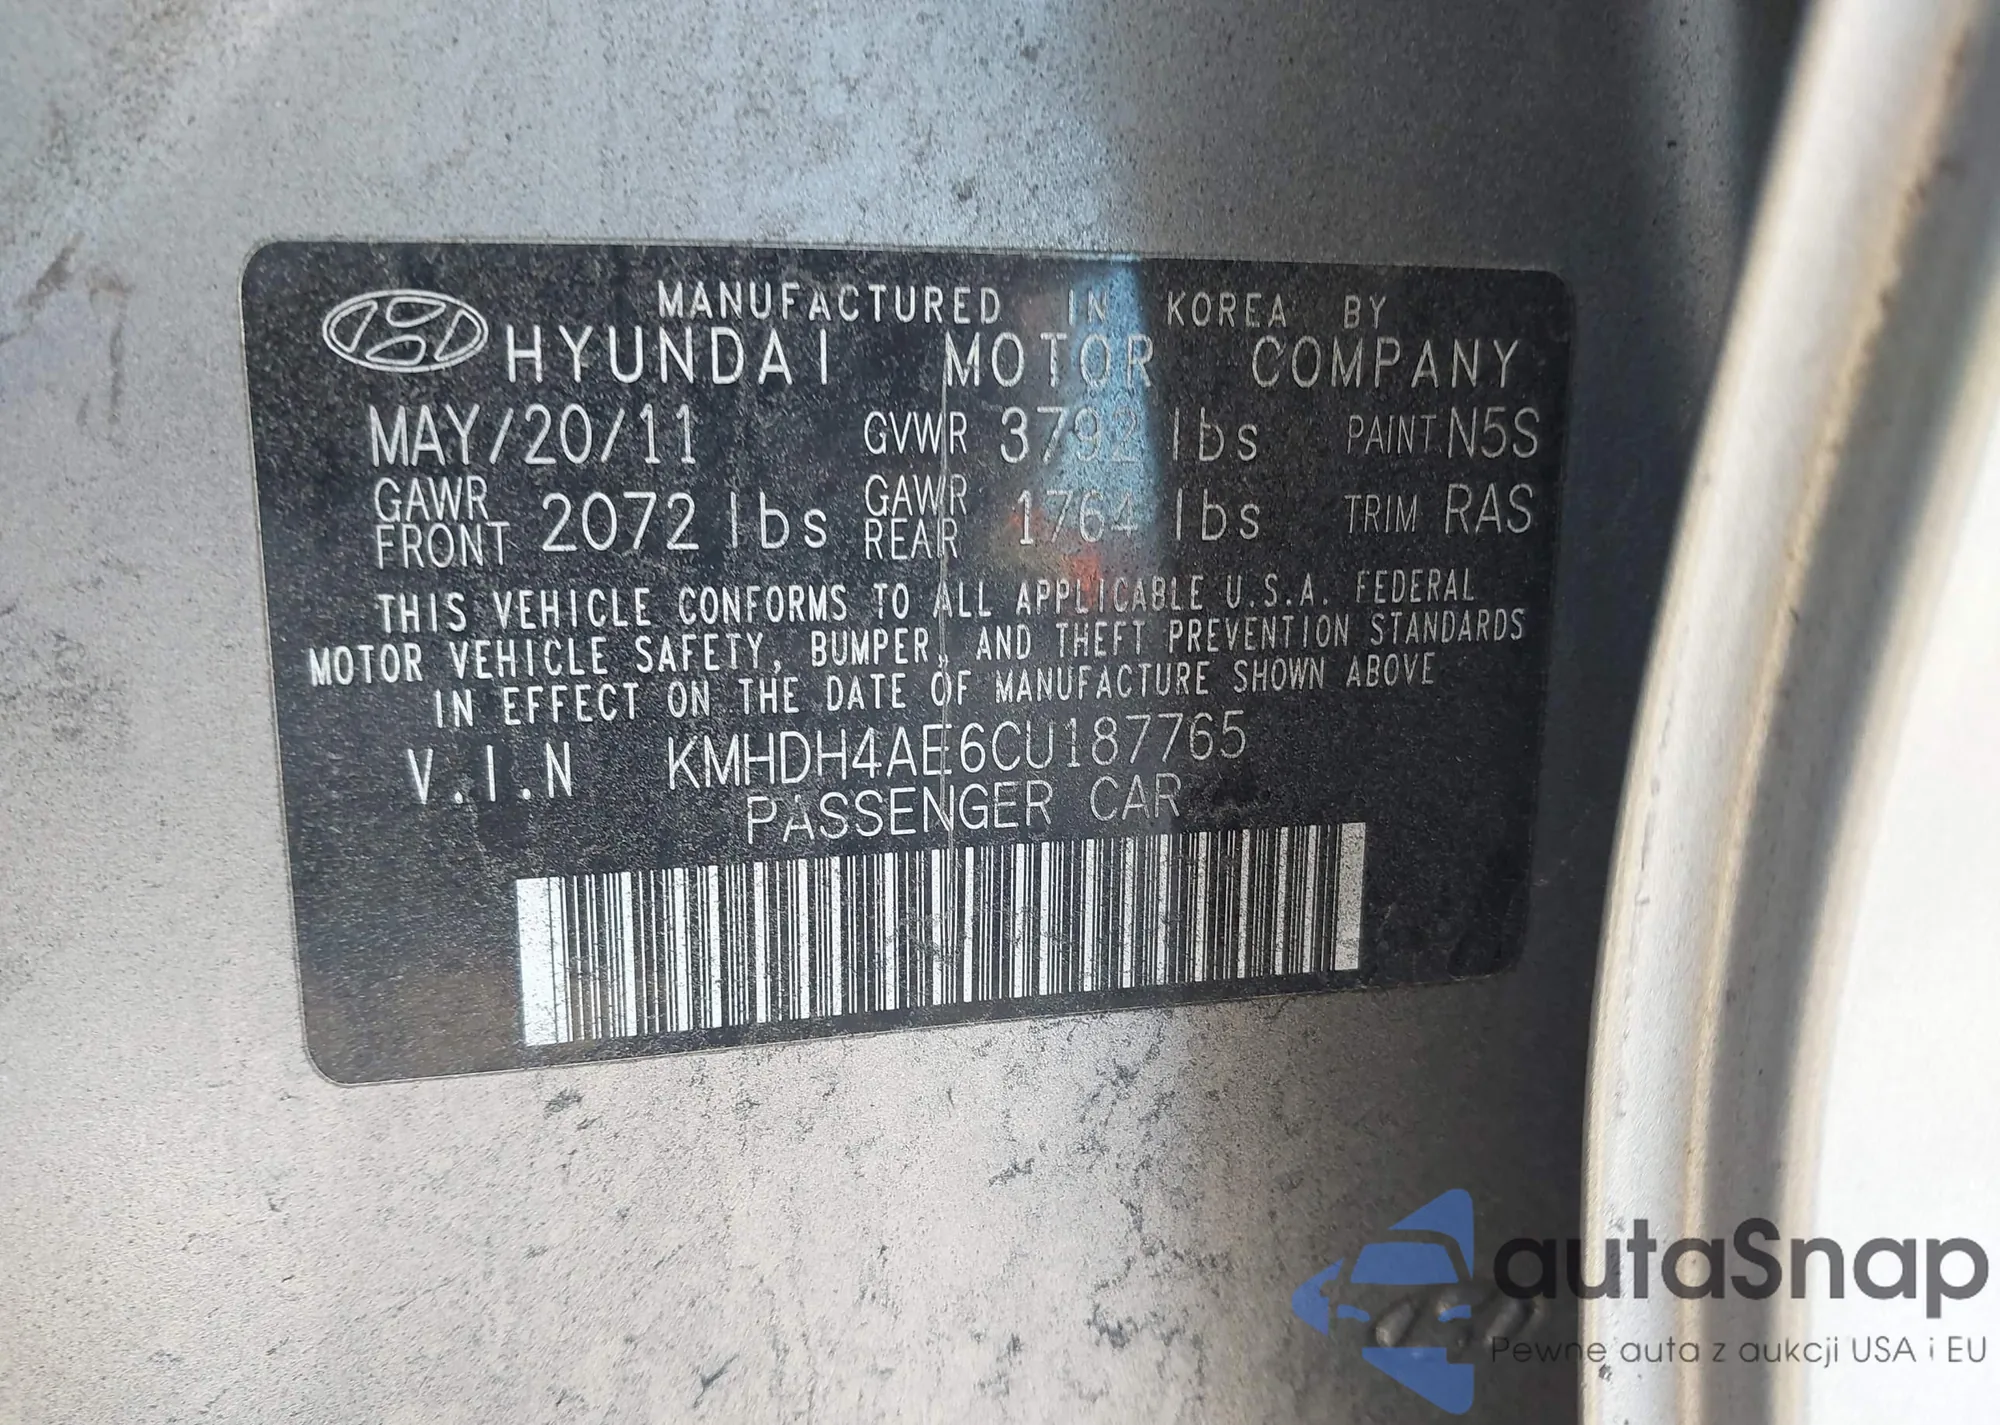 MANUFACTURED IN KOREA BY
HYUNDAI MOTOR COMPANY
MAY/20/11 GVWR 3792 lbs PAINT N5S
GAWR FRONT 2072 lbs GAWR REAR 1764 lbs TRIM RAS
THIS VEHICLE CONFORMS TO ALL APPLICABLE U.S.A. FEDERAL
MOTOR VEHICLE SAFETY, BUMPER, AND THEFT PREVENTION STANDARDS
IN EFFECT ON THE DATE OF MANUFACTURE SHOWN ABOVE
V.I.N KMHDH4AE6CU187765
PASSENGER CAR
autaSnap
Pewne auta z aukcji USA i EU